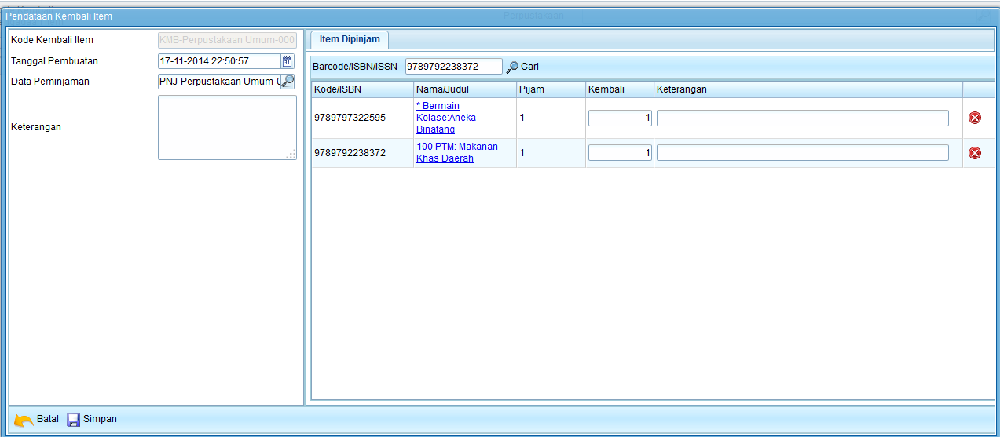 Perpustakaan
Pendataan Kembali Item
Kode Kembali Item
KMB-Perpustakaan Umum-000
Tanggal Pembuatan
17-11-2014 22:50:57
31
Data Peminjaman
PNJ-Perpustakaan Umum-0
Keterangan
Item Dipinjam
Barcode/ISBN/ISSN
9789792238372
Cari
Kode/ISBN
Nama/Judul
Pijam
Kembali
Keterangan
9789797322595
* Bermain
Kolase:Aneka
Binatang
1
1
9789792238372
100 PTM: Makanan
Khas Daerah
1
1
Batal
Simpan